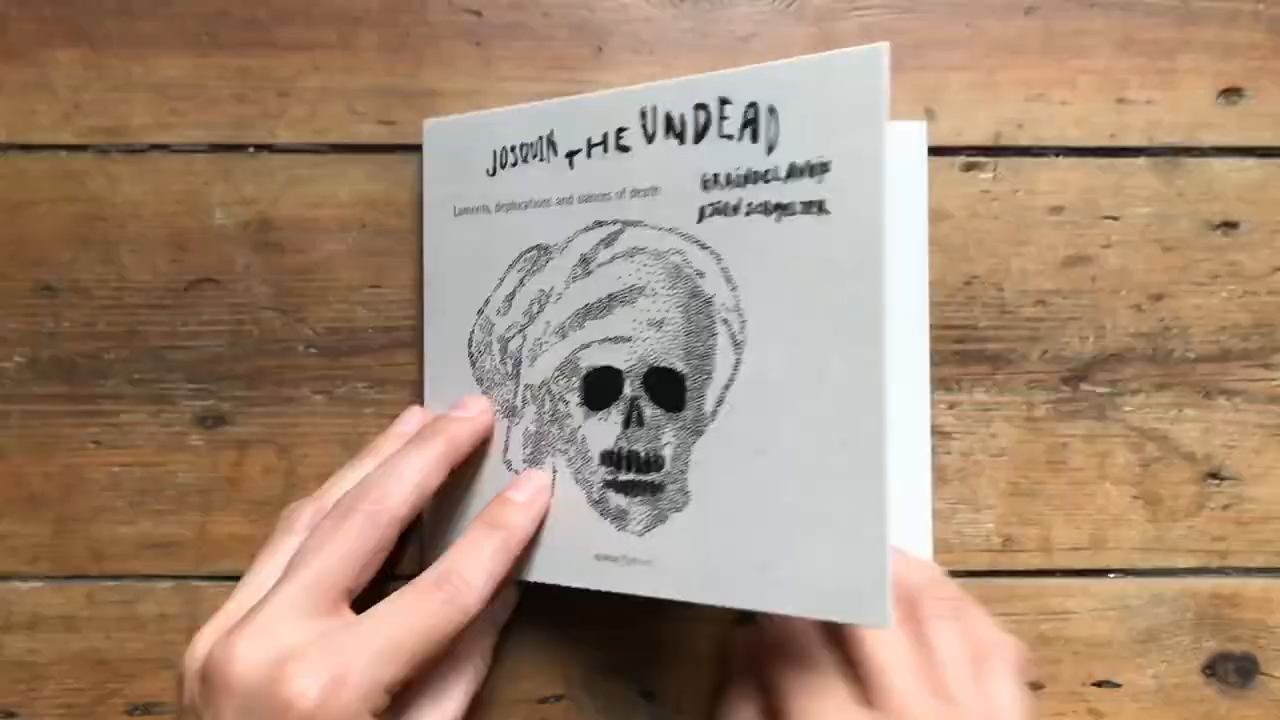 JOSQUIN THE UNDEAD
Laments, deplorations and dances of death
GRAINDELAVOIX
BJÖRN SCHMELZER